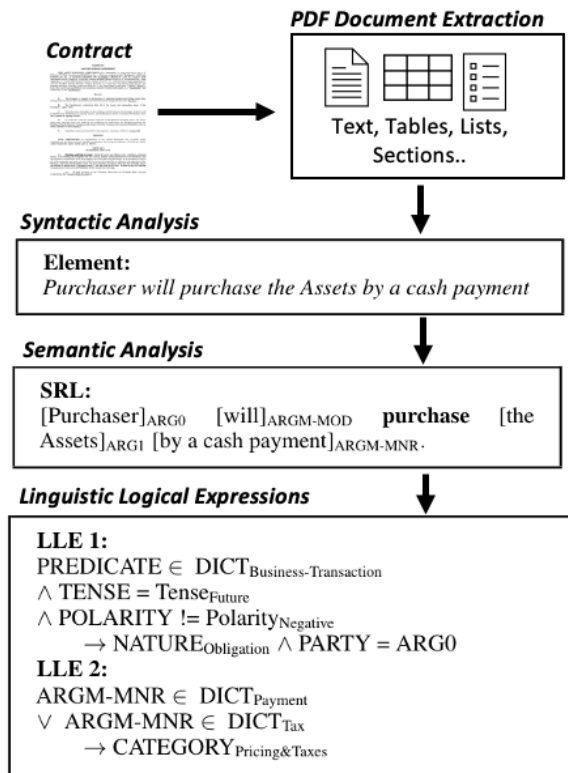 PDF Document Extraction
Contract
Text, Tables, Lists,
Sections..
Syntactic Analysis
Element:
Purchaser will purchase the Assets by a cash payment
Semantic Analysis
SRL:
[Purchaser]ARG0 [will]ARGM-MOD purchase [the
Assets]ARG1 [by a cash payment]ARGM-MNR.
Linguistic Logical Expressions
LLE 1:
PREDICATE ∈ DICTBusiness-Transaction
∧ TENSE = TenseFuture
∧ POLARITY != PolarityNegative
→ NATUREObligation ∧ PARTY = ARG0
LLE 2:
ARGM-MNR ∈ DICTPayment
∨ ARGM-MNR ∈ DICTTax
→ CATEGORYPricing&Taxes